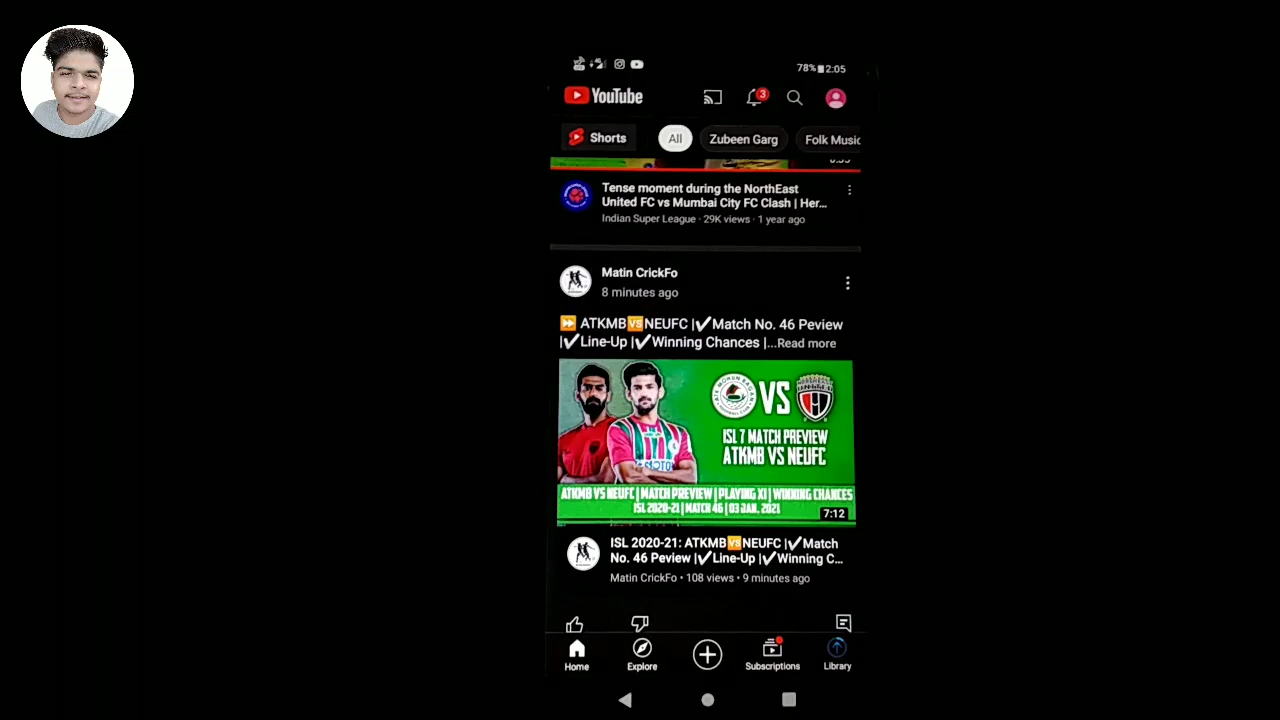 78% 2:05
YouTube
3
Shorts
All
Zubeen Garg
Folk Music
Tense moment during the NorthEast
United FC vs Mumbai City FC Clash | Her...
Indian Super League · 29K views · 1 year ago
Matin CrickFo
8 minutes ago
⏩ ATKMB🆚NEUFC |✔Match No. 46 Peview
|✔Line-Up |✔Winning Chances |...Read more
VS
ISL 7 MATCH PREVIEW
ATKMB VS NEUFC
ATKMB VS NEUFC | MATCH PREVIEW | PLAYING XI | WINNING CHANCES
ISL 2020-21 | MATCH 46 | 03 JAN, 2021
7:12
ISL 2020-21: ATKMB🆚NEUFC |✔Match
No. 46 Peview |✔Line-Up |✔Winning C...
Matin CrickFo • 108 views • 9 minutes ago
Home
Explore
Subscriptions
Library